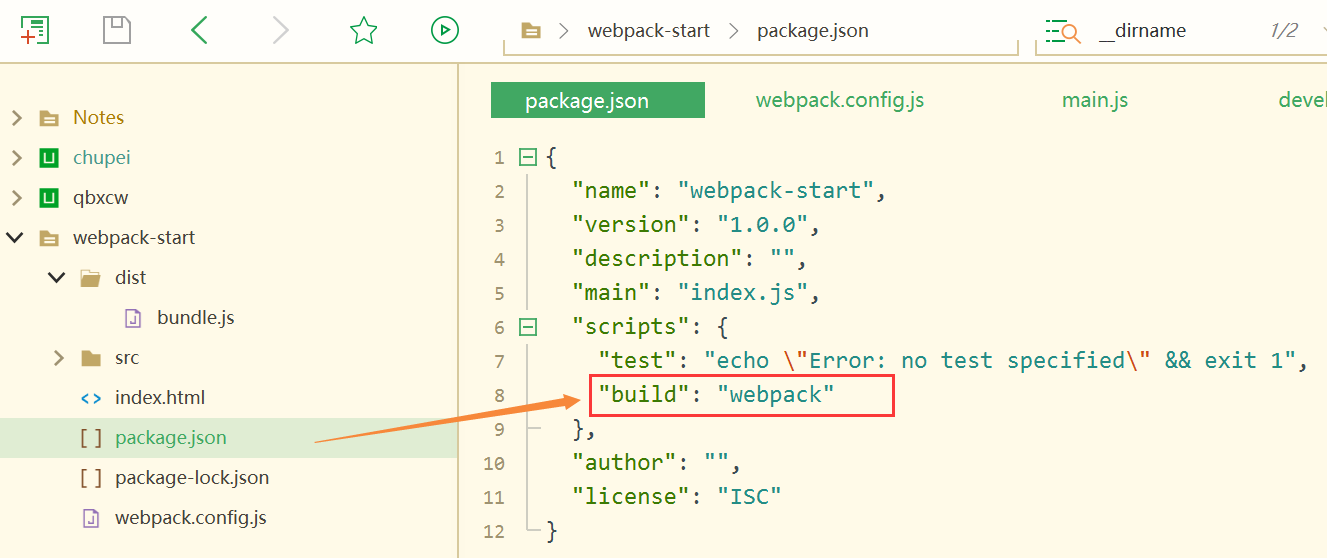 webpack-start
package.json
__dirname
1/2
Notes
chupei
qbxcw
webpack-start
dist
bundle.js
src
index.html
package.json
package-lock.json
webpack.config.js
package.json
webpack.config.js
main.js
devel
1 {
2 "name": "webpack-start",
3 "version": "1.0.0",
4 "description": "",
5 "main": "index.js",
6 "scripts": {
7 "test": "echo \"Error: no test specified\" && exit 1",
8 "build": "webpack"
9 },
10 "author": "",
11 "license": "ISC"
12 }